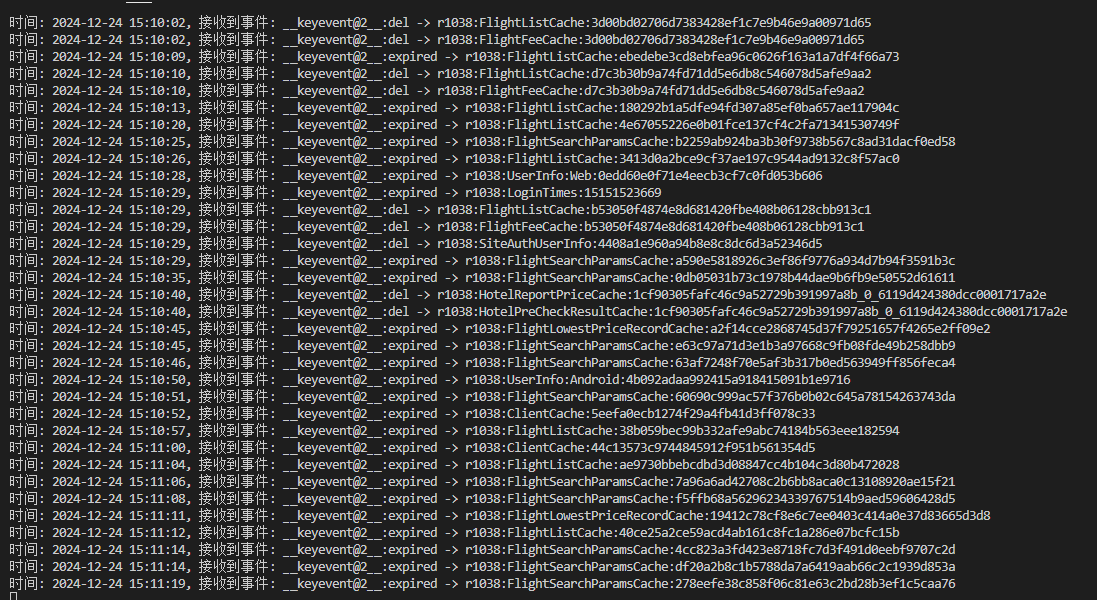 时间: 2024-12-24 15:10:02, 接收到事件: __keyevent@2__:del -> r1038:FlightListCache:3d00bd02706d7383428ef1c7e9b46e9a00971d65
时间: 2024-12-24 15:10:02, 接收到事件: __keyevent@2__:del -> r1038:FlightFeeCache:3d00bd02706d7383428ef1c7e9b46e9a00971d65
时间: 2024-12-24 15:10:09, 接收到事件: __keyevent@2__:expired -> r1038:FlightListCache:ebedebe3cd8ebfea96c0626f163a1a7df4f66a73
时间: 2024-12-24 15:10:10, 接收到事件: __keyevent@2__:del -> r1038:FlightListCache:d7c3b30b9a74fd71dd5e6db8c546078d5afe9aa2
时间: 2024-12-24 15:10:10, 接收到事件: __keyevent@2__:del -> r1038:FlightFeeCache:d7c3b30b9a74fd71dd5e6db8c546078d5afe9aa2
时间: 2024-12-24 15:10:13, 接收到事件: __keyevent@2__:expired -> r1038:FlightListCache:180292b1a5dfe94fd307a85ef0ba657ae117904c
时间: 2024-12-24 15:10:20, 接收到事件: __keyevent@2__:expired -> r1038:FlightListCache:4e67055226e0b01fce137cf4c2fa71341530749f
时间: 2024-12-24 15:10:25, 接收到事件: __keyevent@2__:expired -> r1038:FlightSearchParamsCache:b2259ab924ba3b30f9738b567c8ad31dacf0ed58
时间: 2024-12-24 15:10:26, 接收到事件: __keyevent@2__:expired -> r1038:FlightListCache:3413d0a2bce9cf37ae197c9544ad9132c8f57ac0
时间: 2024-12-24 15:10:28, 接收到事件: __keyevent@2__:expired -> r1038:UserInfo:Web:0edd60e0f71e4eecb3cf7c0fd053b606
时间: 2024-12-24 15:10:29, 接收到事件: __keyevent@2__:expired -> r1038:LoginTimes:15151523669
时间: 2024-12-24 15:10:29, 接收到事件: __keyevent@2__:del -> r1038:FlightListCache:b53050f4874e8d681420fbe408b06128cbb913c1
时间: 2024-12-24 15:10:29, 接收到事件: __keyevent@2__:del -> r1038:FlightFeeCache:b53050f4874e8d681420fbe408b06128cbb913c1
时间: 2024-12-24 15:10:29, 接收到事件: __keyevent@2__:del -> r1038:SiteAuthUserInfo:4408a1e960a94b8e8c8dc6d3a52346d5
时间: 2024-12-24 15:10:29, 接收到事件: __keyevent@2__:expired -> r1038:FlightSearchParamsCache:a590e5818926c3ef86f9776a934d7b94f3591b3c
时间: 2024-12-24 15:10:35, 接收到事件: __keyevent@2__:expired -> r1038:FlightSearchParamsCache:0db05031b73c1978b44dae9b6fb9e50552d61611
时间: 2024-12-24 15:10:40, 接收到事件: __keyevent@2__:del -> r1038:HotelReportPriceCache:1cf90305fafc46c9a52729b391997a8b_0_6119d424380dcc0001717a2e
时间: 2024-12-24 15:10:40, 接收到事件: __keyevent@2__:del -> r1038:HotelPreCheckResultCache:1cf90305fafc46c9a52729b391997a8b_0_6119d424380dcc0001717a2e
时间: 2024-12-24 15:10:45, 接收到事件: __keyevent@2__:expired -> r1038:FlightLowestPriceRecordCache:a2f14cce2868745d37f79251657f4265e2ff09e2
时间: 2024-12-24 15:10:45, 接收到事件: __keyevent@2__:expired -> r1038:FlightSearchParamsCache:e63c97a71d3e1b3a97668c9fb08fde49b258dbb9
时间: 2024-12-24 15:10:46, 接收到事件: __keyevent@2__:expired -> r1038:FlightSearchParamsCache:63af7248f70e5af3b317b0ed563949ff856feca4
时间: 2024-12-24 15:10:50, 接收到事件: __keyevent@2__:expired -> r1038:UserInfo:Android:4b092adaa992415a918415091b1e9716
时间: 2024-12-24 15:10:51, 接收到事件: __keyevent@2__:expired -> r1038:FlightSearchParamsCache:60690c999ac57f376b0b02c645a78154263743da
时间: 2024-12-24 15:10:52, 接收到事件: __keyevent@2__:expired -> r1038:ClientCache:5eefa0ecb1274f29a4fb41d3ff078c33
时间: 2024-12-24 15:10:57, 接收到事件: __keyevent@2__:expired -> r1038:FlightListCache:38b059bec99b332afe9abc74184b563eee182594
时间: 2024-12-24 15:11:00, 接收到事件: __keyevent@2__:expired -> r1038:ClientCache:44c13573c9744845912f951b561354d5
时间: 2024-12-24 15:11:04, 接收到事件: __keyevent@2__:expired -> r1038:FlightListCache:ae9730bbebcdbd3d08847cc4b104c3d80b472028
时间: 2024-12-24 15:11:06, 接收到事件: __keyevent@2__:expired -> r1038:FlightSearchParamsCache:7a96a6ad42708c2b6bb8aca0c13108920ae15f21
时间: 2024-12-24 15:11:08, 接收到事件: __keyevent@2__:expired -> r1038:FlightSearchParamsCache:f5ffb68a56296234339767514b9aed59606428d5
时间: 2024-12-24 15:11:11, 接收到事件: __keyevent@2__:expired -> r1038:FlightLowestPriceRecordCache:19412c78cf8e6c7ee0403c414a0e37d83665d3d8
时间: 2024-12-24 15:11:12, 接收到事件: __keyevent@2__:expired -> r1038:FlightListCache:40ce25a2ce59acd4ab161c8fc1a286e07bcfc15b
时间: 2024-12-24 15:11:14, 接收到事件: __keyevent@2__:expired -> r1038:FlightSearchParamsCache:4cc823a3fd423e8718fc7d3f491d0eebf9707c2d
时间: 2024-12-24 15:11:14, 接收到事件: __keyevent@2__:expired -> r1038:FlightSearchParamsCache:df20a2b8c1b5788da7a6419aab66c2c1939d853a
时间: 2024-12-24 15:11:19, 接收到事件: __keyevent@2__:expired -> r1038:FlightSearchParamsCache:278eefe38c858f06c81e63c2bd28b3ef1c5caa76